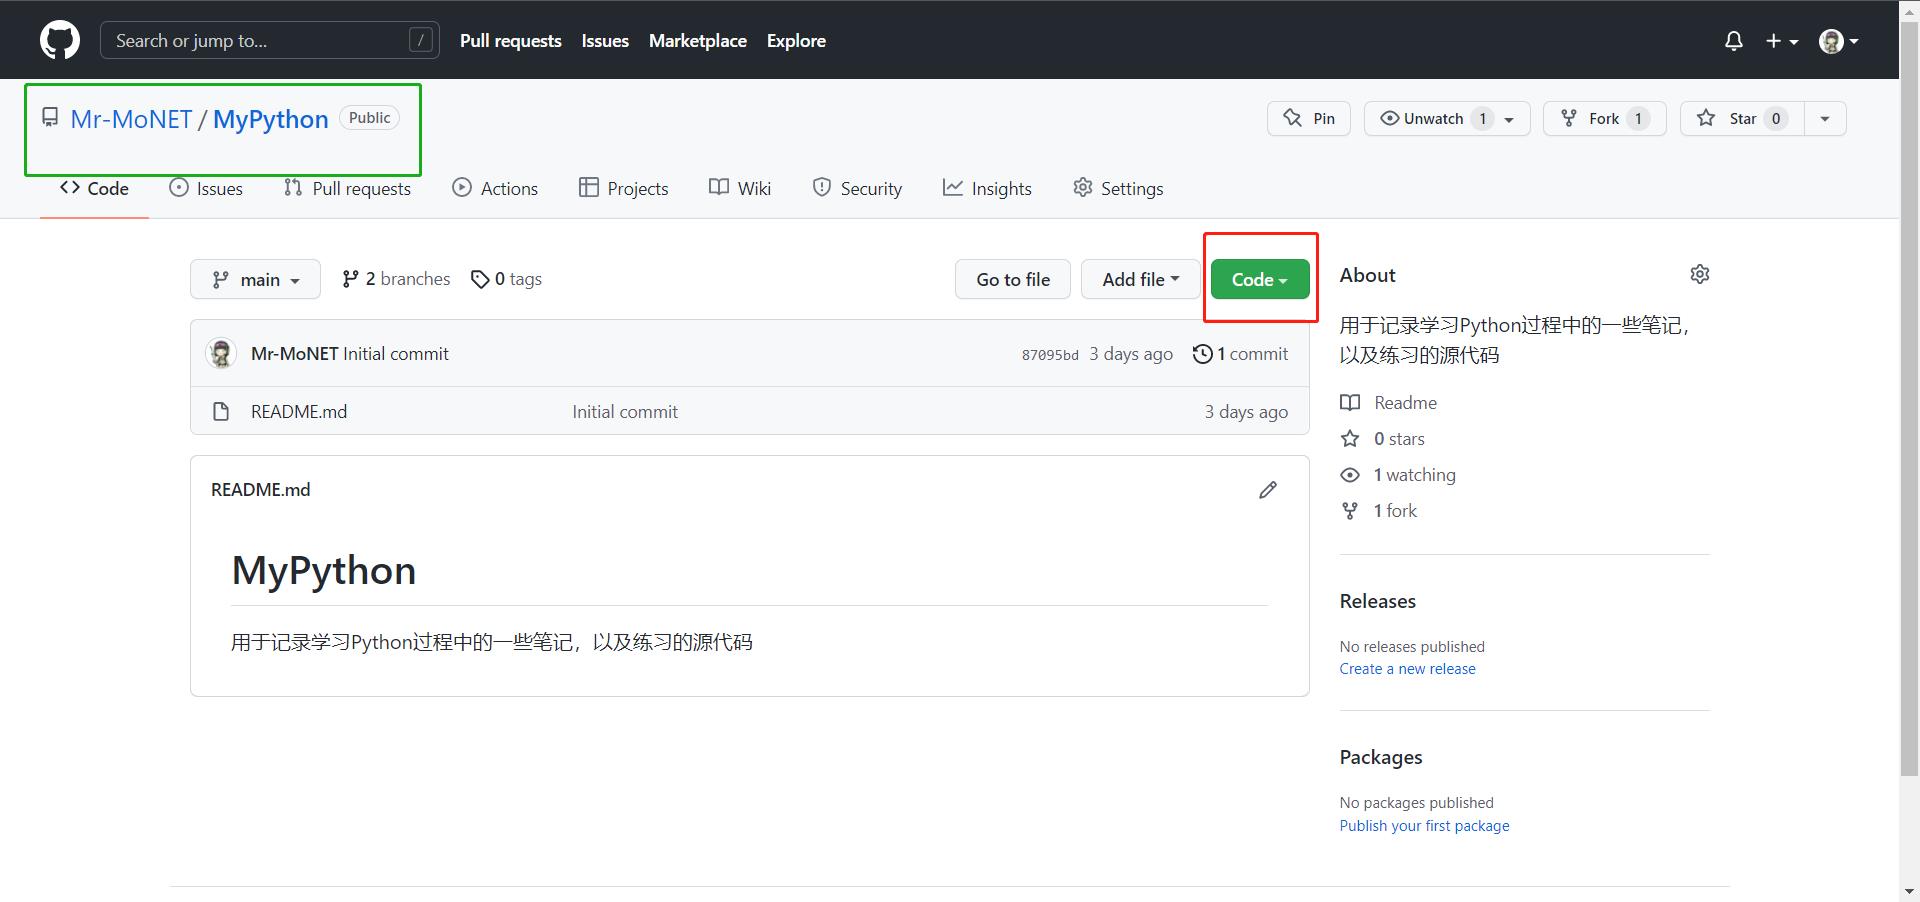 Search or jump to... /
Pull requests Issues Marketplace Explore
Mr-MoNET / MyPython Public
Pin
Unwatch 1
Fork 1
Star 0
Code Issues Pull requests Actions Projects Wiki Security Insights Settings
main 2 branches 0 tags
Go to file Add file Code
Mr-MoNET Initial commit 87095bd 3 days ago 1 commit
README.md Initial commit 3 days ago
README.md
MyPython
用于记录学习Python过程中的一些笔记，以及练习的源代码
About
用于记录学习Python过程中的一些笔记，
以及练习的源代码
Readme
0 stars
1 watching
1 fork
Releases
No releases published
Create a new release
Packages
No packages published
Publish your first package